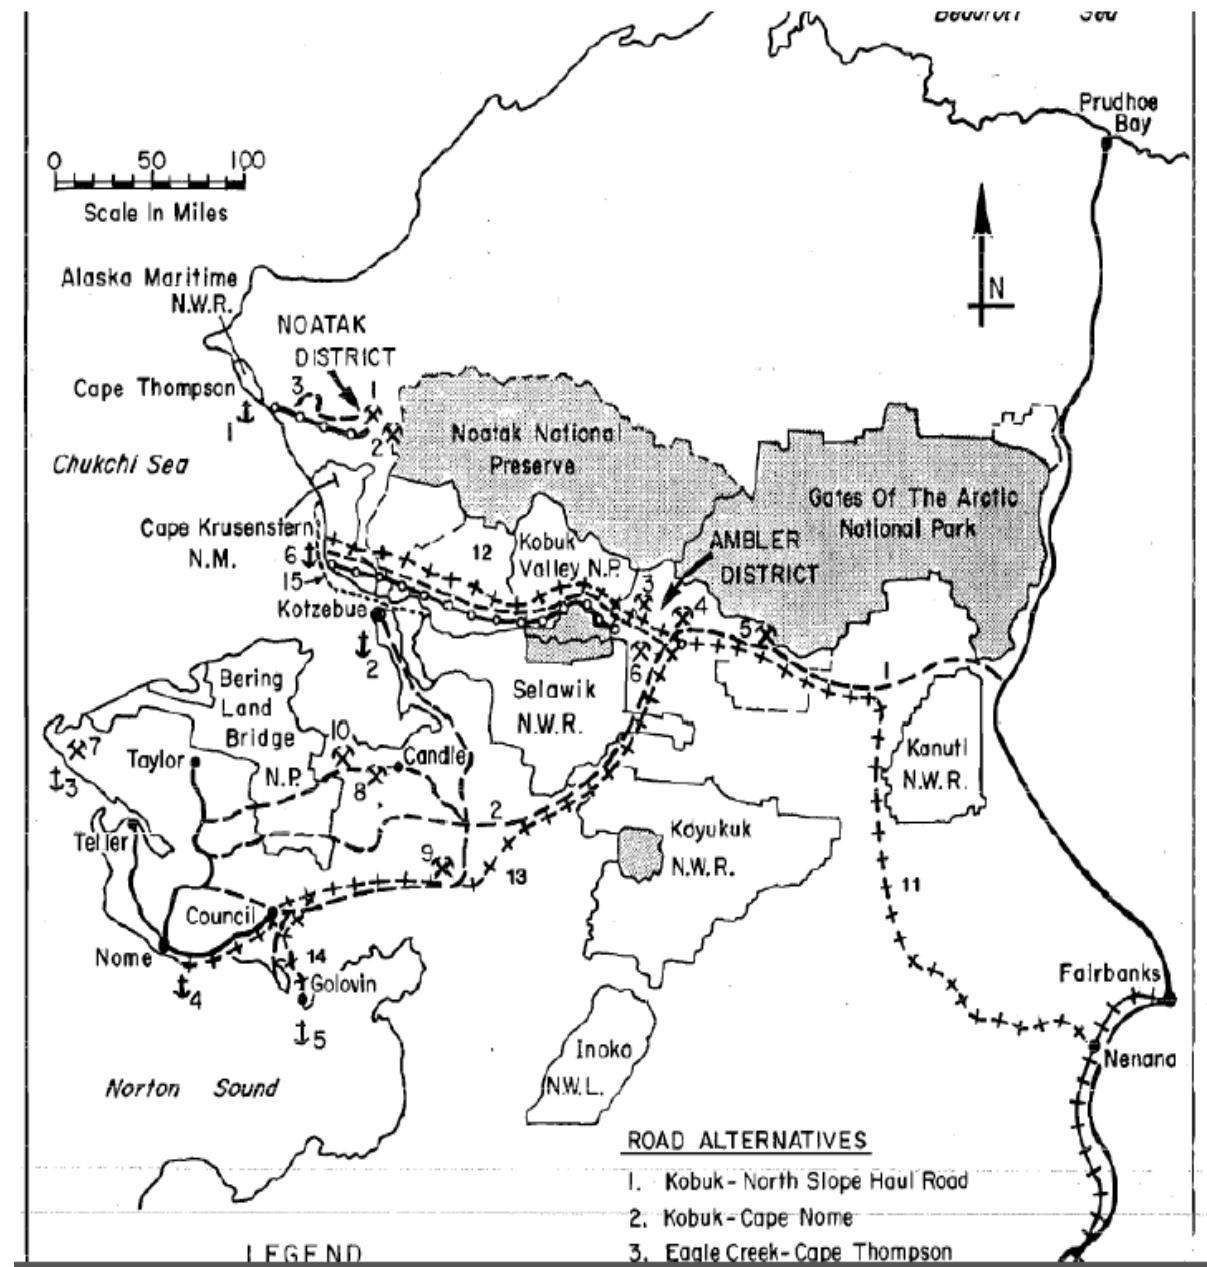 Beaufort Sea
Prudhoe
Bay
0 50 100
Scale In Miles
N
Alaska Maritime
N.W.R.
NOATAK
DISTRICT
3
1
Cape Thompson
1
2
Noatak National
Preserve
Chukchi Sea
Gates Of The Arctic
National Park
Cape Krusenstern
N.M.
6
12
Kobuk
Valley N.P.
AMBLER
DISTRICT
15
3
4
5
Kotzebue
2
6
1
Bering
Land
Bridge
N.P.
Selawik
N.W.R.
7
3
10
Taylor
Candle
8
Kanuti
N.W.R.
2
Teller
Koyukuk
N.W.R.
9
13
11
Council
Nome
14
4
Golovin
5
Fairbanks
Nenana
Inoko
N.W.L.
Norton Sound
ROAD ALTERNATIVES
1. Kobuk-North Slope Haul Road
2. Kobuk-Cape Nome
3. Eagle Creek-Cape Thompson
LEGEND